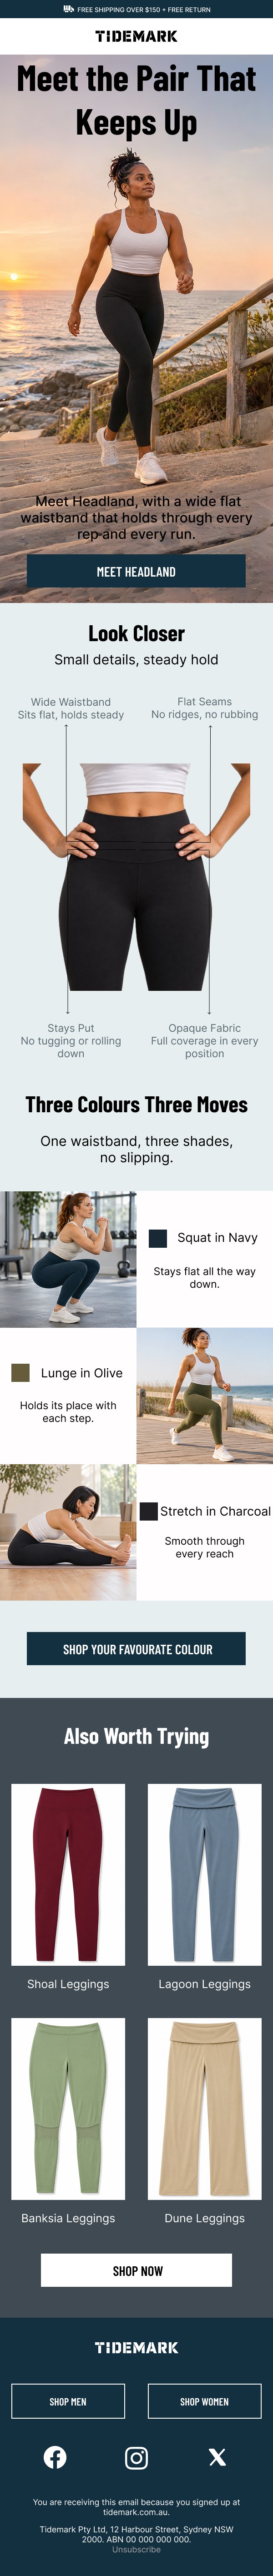 FREE SHIPPING OVER $150 + FREE RETURN
TIDEMARK
Meet the Pair That
Keeps Up
Meet Headland, with a wide flat
waistband that holds through every
rep and every run.
MEET HEADLAND
Look Closer
Small details, steady hold
Wide Waistband
Sits flat, holds steady
Flat Seams
No ridges, no rubbing
Stays Put
No tugging or rolling
down
Opaque Fabric
Full coverage in every
position
Three Colours Three Moves
One waistband, three shades,
no slipping.
Squat in Navy
Stays flat all the way
down.
Lunge in Olive
Holds its place with
each step.
Stretch in Charcoal
Smooth through
every reach
SHOP YOUR FAVOURATE COLOUR
Also Worth Trying
Shoal Leggings
Lagoon Leggings
Banksia Leggings
Dune Leggings
SHOP NOW
TIDEMARK
SHOP MEN
SHOP WOMEN
You are receiving this email because you signed up at
tidemark.com.au.
Tidemark Pty Ltd, 12 Harbour Street, Sydney NSW
2000. ABN 00 000 000 000.
Unsubscribe